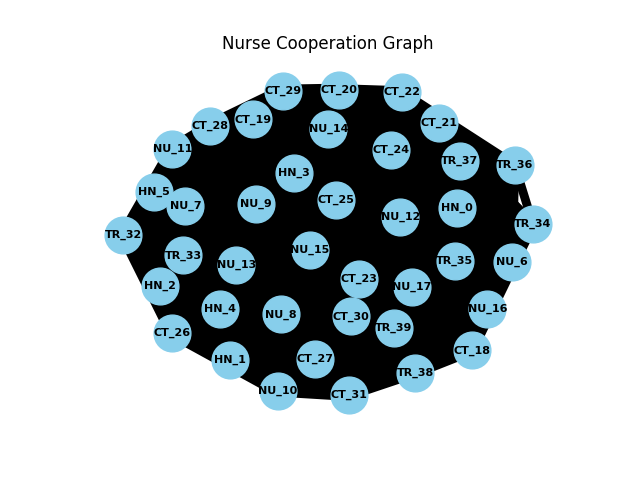 Nurse Cooperation Graph
CT_29
CT_20
CT_22
CT_19
CT_21
CT_28
NU_14
NU_11
CT_24
TR_37
TR_36
HN_3
HN_5
CT_25
NU_7
NU_9
HN_0
NU_12
TR_34
TR_32
NU_15
TR_33
TR_35
NU_6
NU_13
CT_23
HN_2
NU_17
HN_4
NU_16
NU_8
CT_30
TR_39
CT_26
CT_18
CT_27
HN_1
TR_38
NU_10
CT_31